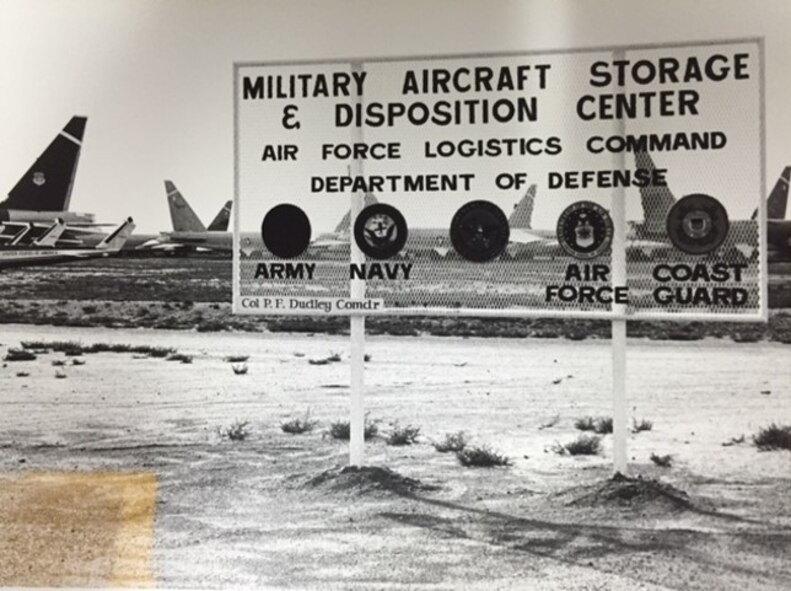 MILITARY AIRCRAFT STORAGE
& DISPOSITION CENTER
AIR FORCE LOGISTICS COMMAND
DEPARTMENT OF DEFENSE
ARMY NAVY AIR FORCE COAST GUARD
Col P. F. Dudley Comdr